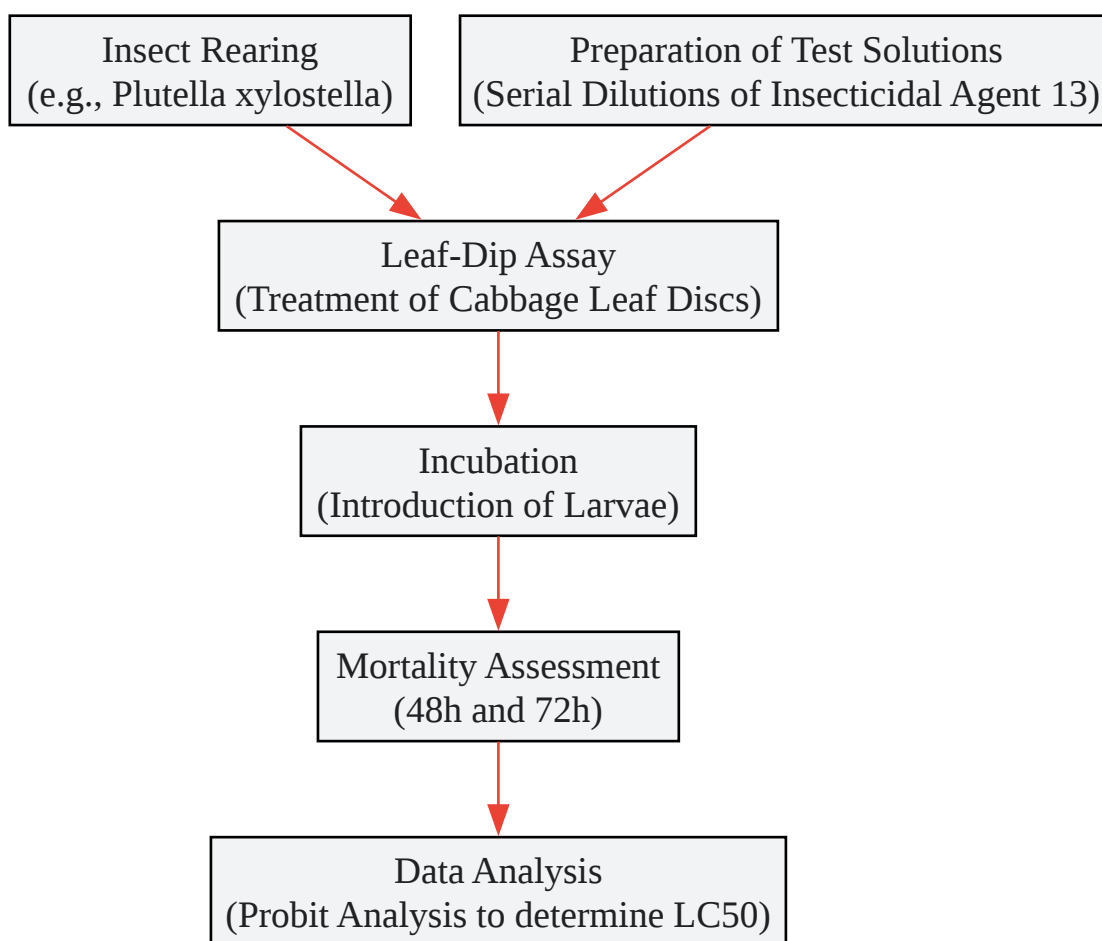 Insect Rearing
(e.g., Plutella xylostella)
Preparation of Test Solutions
(Serial Dilutions of Insecticidal Agent 13)
Leaf-Dip Assay
(Treatment of Cabbage Leaf Discs)
Incubation
(Introduction of Larvae)
Mortality Assessment
(48h and 72h)
Data Analysis
(Probit Analysis to determine LC50)